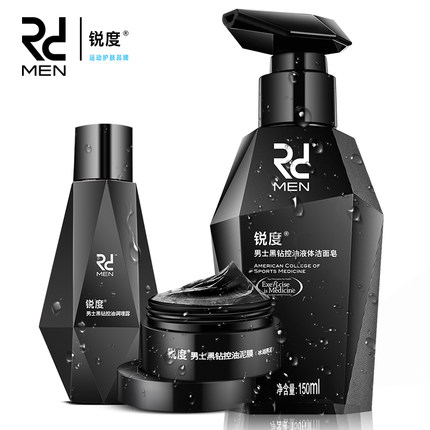 Rd
MEN
锐度®
运动护肤品牌
Rd
MEN
锐度®
男士黑钻控油调理露
锐度® 男士黑钻控油泥膜
Rd
MEN
锐度®
男士黑钻控油液体洁面皂
AMERICAN COLLEGE OF
SPORTS MEDICINE
Exercise
is Medicine
净含量:150ml